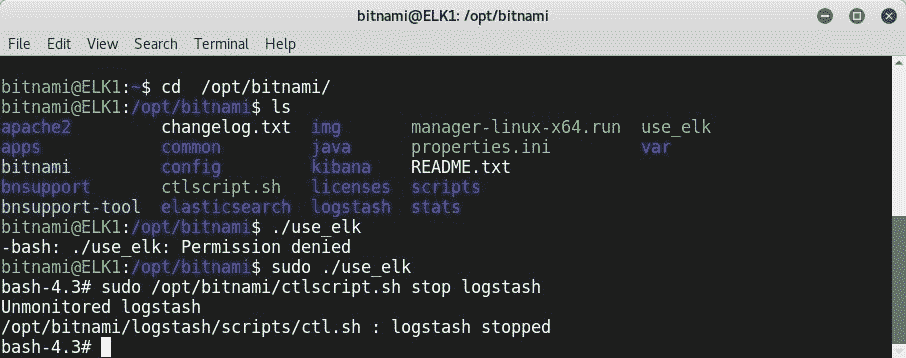 bitnami@ELK1: /opt/bitnami
File Edit View Search Terminal Help
bitnami@ELK1:~$ cd  /opt/bitnami/
bitnami@ELK1:/opt/bitnami$ ls
apache2 changelog.txt img manager-linux-x64.run use_elk
apps common java properties.ini var
bitnami config kibana README.txt
bnsupport ctlscript.sh licenses scripts
bnsupport-tool elasticsearch logstash stats
bitnami@ELK1:/opt/bitnami$ ./use_elk
-bash: ./use_elk: Permission denied
bitnami@ELK1:/opt/bitnami$ sudo ./use_elk
bash-4.3# sudo /opt/bitnami/ctlscript.sh stop logstash
Unmonitored logstash
/opt/bitnami/logstash/scripts/ctl.sh : logstash stopped
bash-4.3#